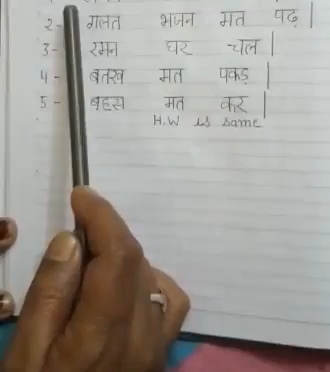 2- गलत भजन मत पढ़ |
3- रमन घर चल |
4- बतख मत पकड़ |
5- बहस मत कर |
H.W is same